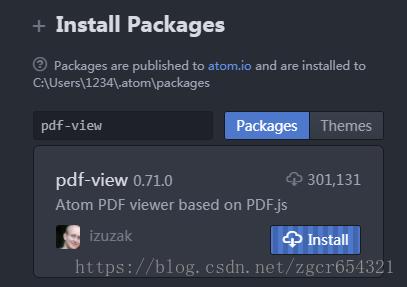 Install Packages
Packages are published to atom.io and are installed to
C:\Users\1234\.atom\packages
pdf-view
Packages Themes
pdf-view 0.71.0 301,131
Atom PDF viewer based on PDF.js
izuzak Install
https://blog.csdn.net/zgcr654321